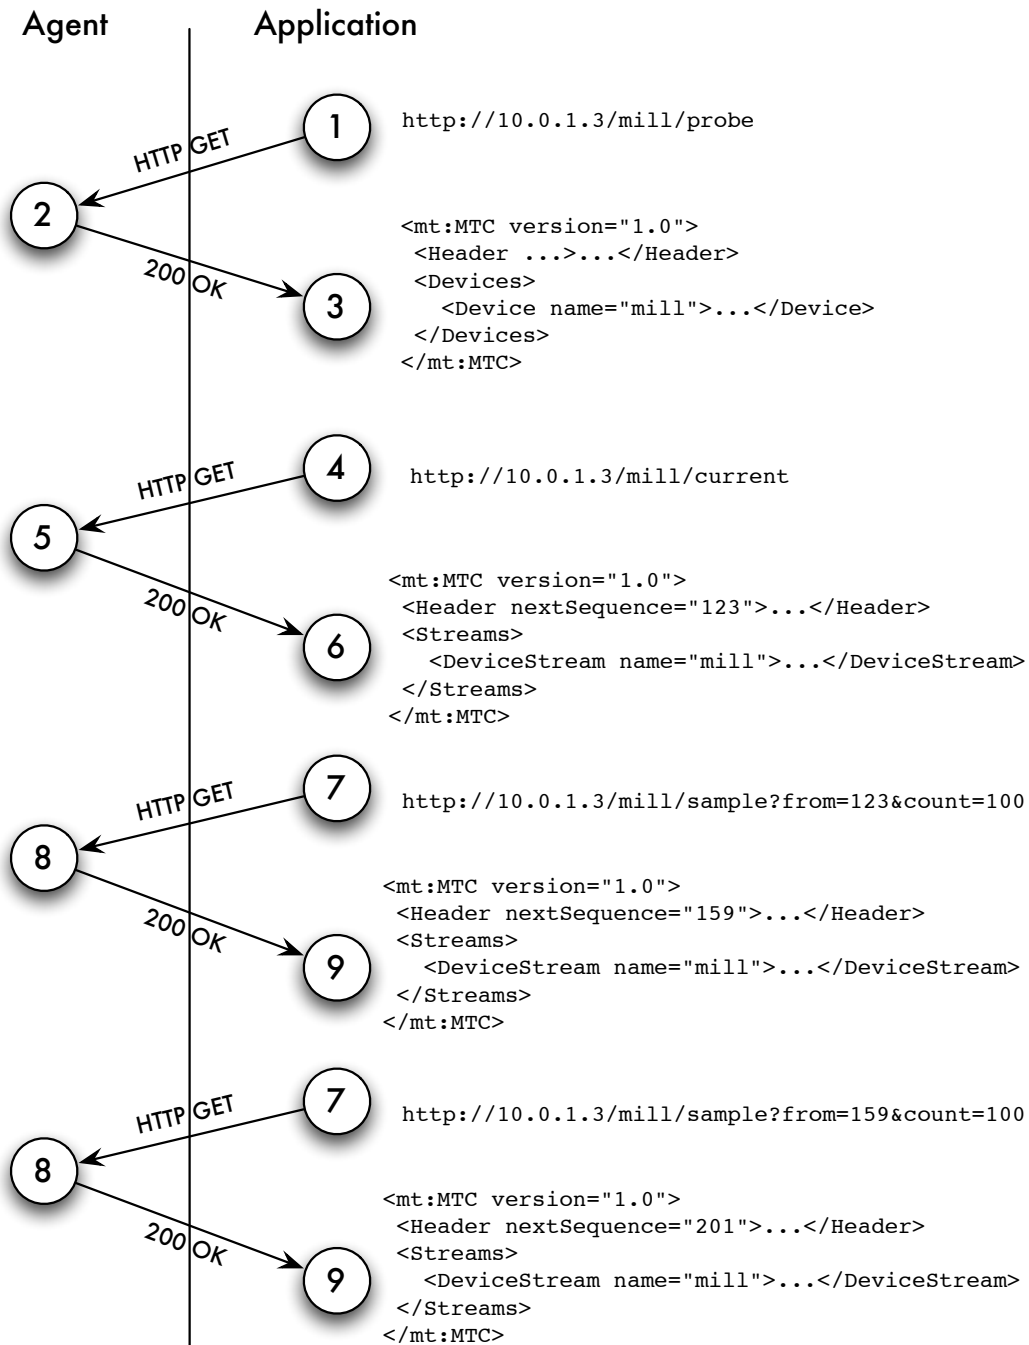 Agent
Application
1
http://10.0.1.3/mill/probe
HTTP GET
2
200 OK
3
<mt:MTC version="1.0">
<Header ...>...</Header>
<Devices>
<Device name="mill">...</Device>
</Devices>
</mt:MTC>
4
http://10.0.1.3/mill/current
HTTP GET
5
200 OK
6
<mt:MTC version="1.0">
<Header nextSequence="123">...</Header>
<Streams>
<DeviceStream name="mill">...</DeviceStream>
</Streams>
</mt:MTC>
7
http://10.0.1.3/mill/sample?from=123&count=100
HTTP GET
8
200 OK
9
<mt:MTC version="1.0">
<Header nextSequence="159">...</Header>
<Streams>
<DeviceStream name="mill">...</DeviceStream>
</Streams>
</mt:MTC>
7
http://10.0.1.3/mill/sample?from=159&count=100
HTTP GET
8
200 OK
9
<mt:MTC version="1.0">
<Header nextSequence="201">...</Header>
<Streams>
<DeviceStream name="mill">...</DeviceStream>
</Streams>
</mt:MTC>